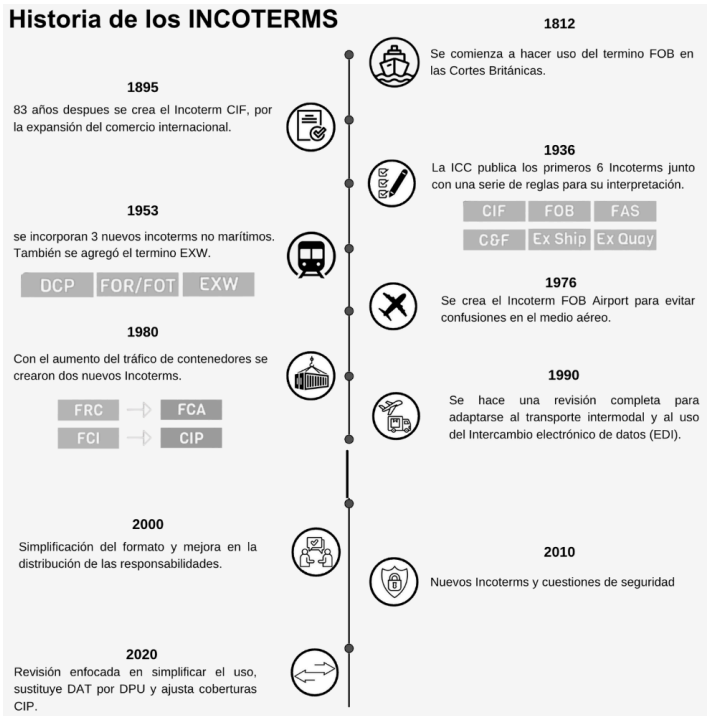 Historia de los INCOTERMS
1812
Se comienza a hacer uso del termino FOB en
las Cortes Británicas.
1895
83 años despues se crea el Incoterm CIF, por
la expansión del comercio internacional.
1936
La ICC publica los primeros 6 Incoterms junto
con una serie de reglas para su interpretación.
CIF FOB FAS
C&F Ex Ship Ex Quay
1953
se incorporan 3 nuevos incoterms no marítimos.
También se agregó el termino EXW.
DCP FOR/FOT EXW
1976
Se crea el Incoterm FOB Airport para evitar
confusiones en el medio aéreo.
1980
Con el aumento del tráfico de contenedores se
crearon dos nuevos Incoterms.
FRC FCA
FCI CIP
1990
Se hace una revisión completa para
adaptarse al transporte intermodal y al uso
del Intercambio electrónico de datos (EDI).
2000
Simplificación del formato y mejora en la
distribución de las responsabilidades.
2010
Nuevos Incoterms y cuestiones de seguridad
2020
Revisión enfocada en simplificar el uso,
sustituye DAT por DPU y ajusta coberturas
CIP.